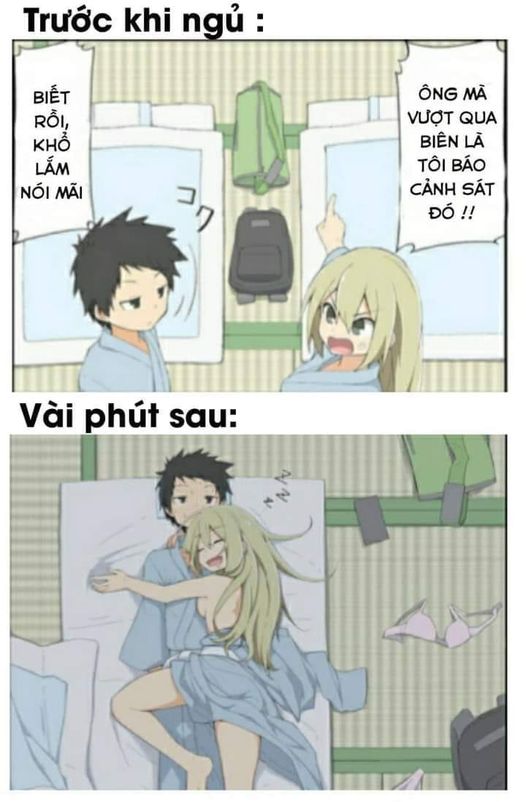 Trước khi ngủ :
BIẾT
RỒI,
KHỔ
LẮM
NÓI MÃI
ÔNG MÀ
VƯỢT QUA
BIÊN LÀ
TÔI BÁO
CẢNH SÁT
ĐÓ !!
コク
Vài phút sau:
z z z